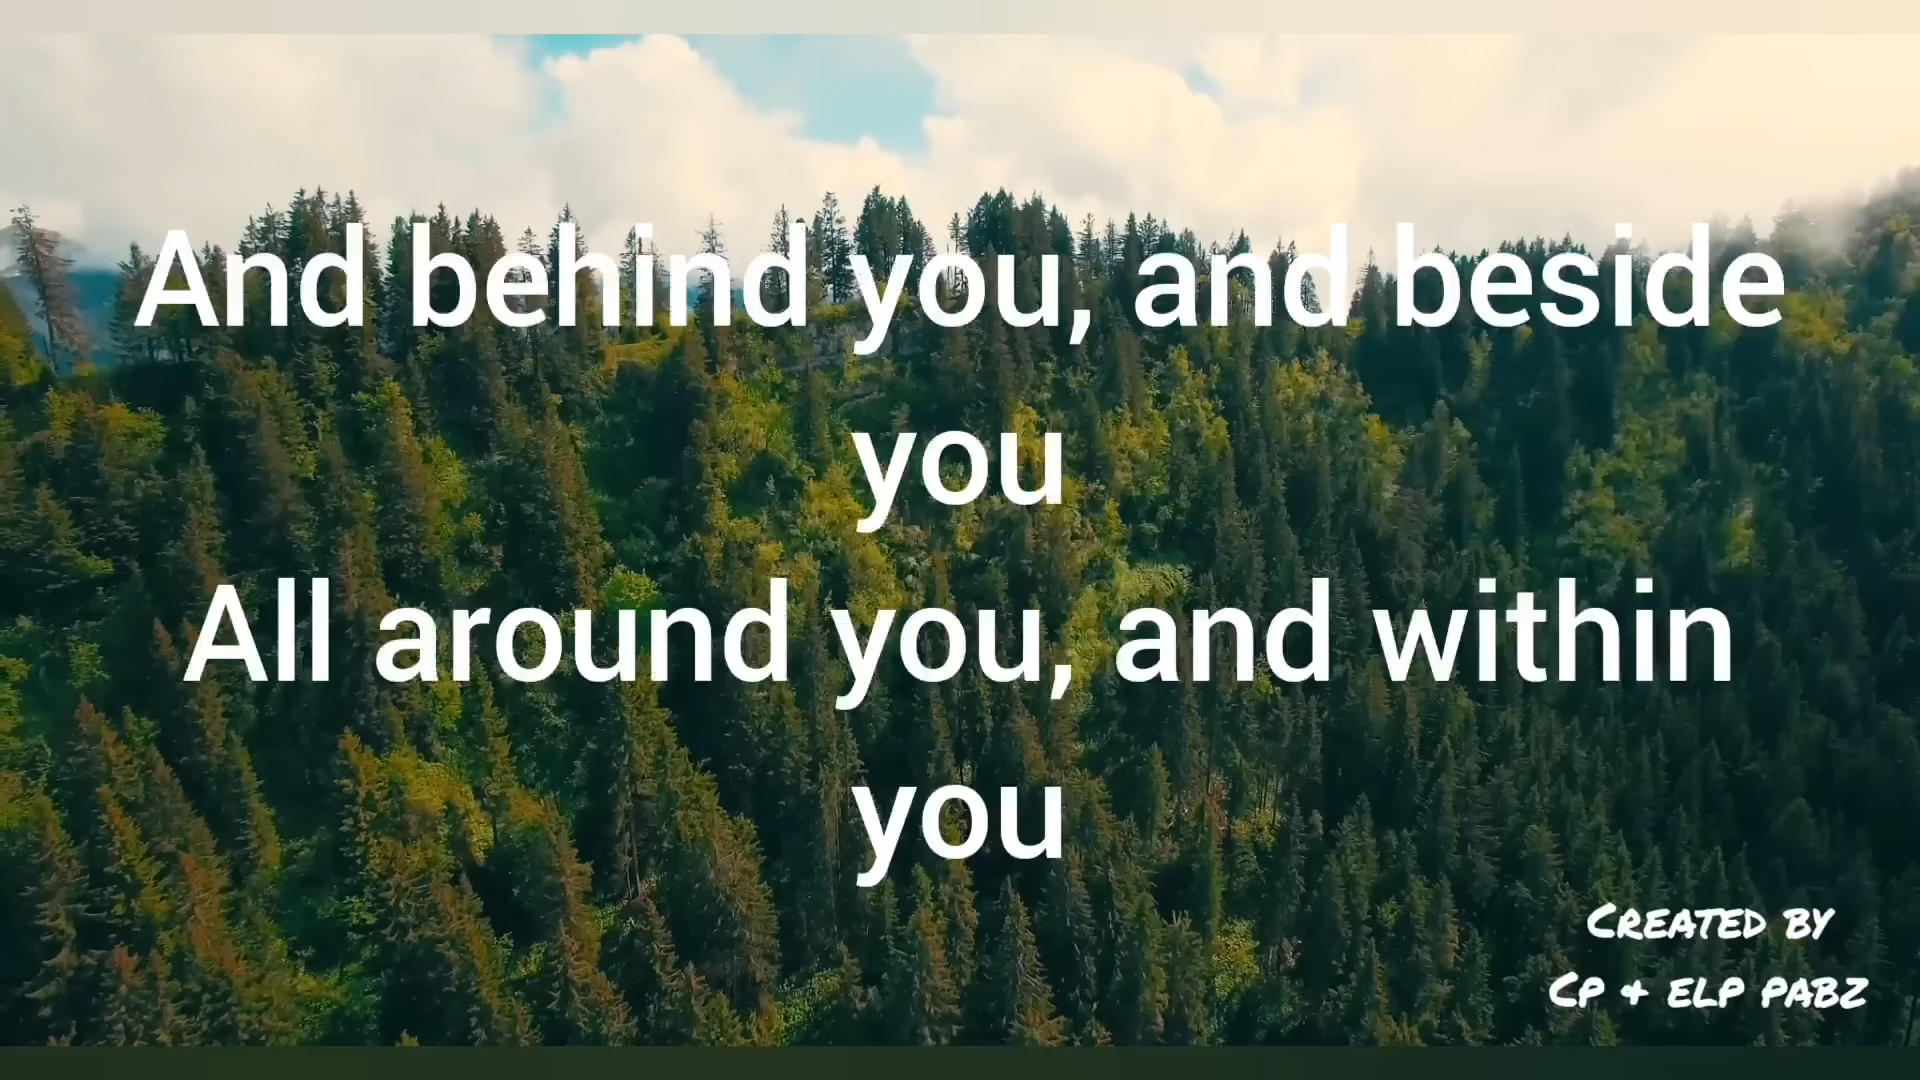 And behind you, and beside
you
All around you, and within
you
CREATED BY
CP & ELP PABZ